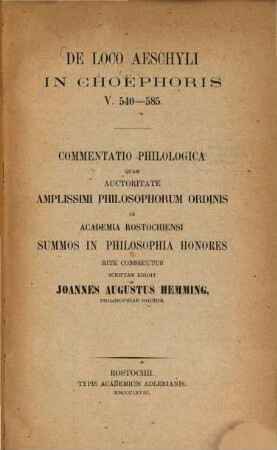 DE LOCO AESCHYLI
IN CHOËPHORIS
V. 540—585.
COMMENTATIO PHILOLOGICA
QUAM
AUCTORITATE
AMPLISSIMI PHILOSOPHORUM ORDINIS
IN
ACADEMIA ROSTOCHIENSI
SUMMOS IN PHILOSOPHIA HONORES
RITE CONSECUTUS
SCRIPTAM EDIDIT
JOANNES AUGUSTUS HEMMING,
PHILOSOPHIAE DOCTOR.
ROSTOCHII.
TYPIS ACADEMICIS ADLERIANIS.